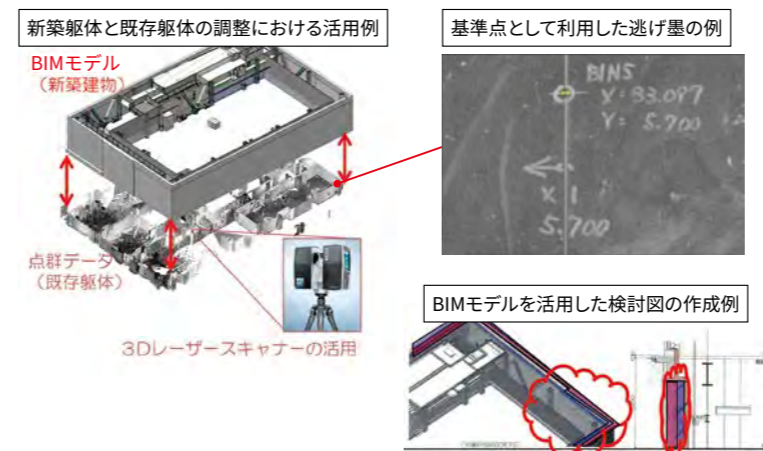 新築躯体と既存躯体の調整における活用例
BIMモデル
（新築建物）
点群データ
（既存躯体）
3Dレーザースキャナーの活用
基準点として利用した逃げ墨の例
BIN5
X: 93.097
Y: 5.700
X 1
5.700
BIMモデルを活用した検討図の作成例